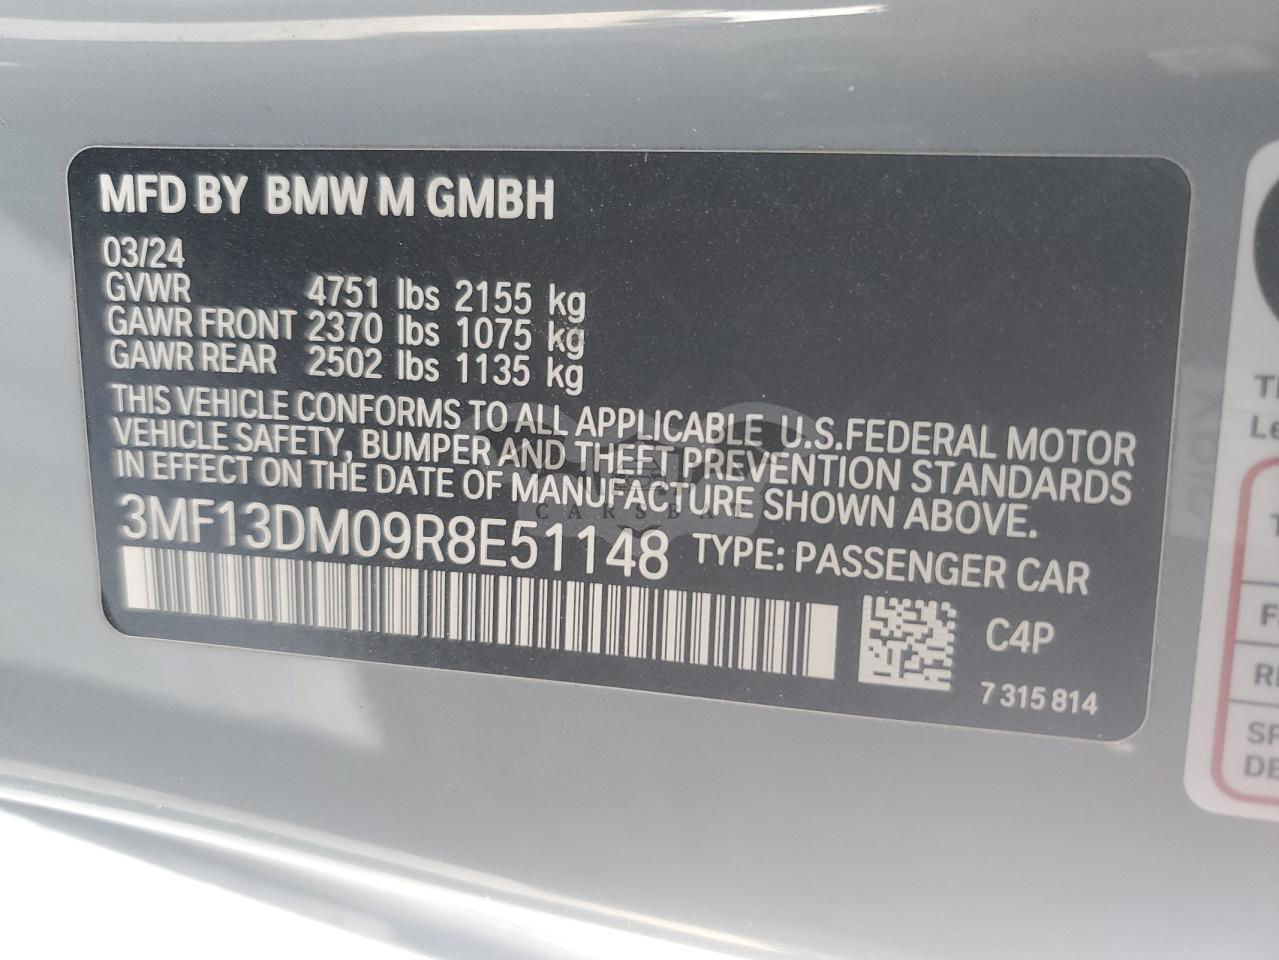 MFD BY BMW M GMBH
03/24
GVWR 4751 lbs 2155 kg
GAWR FRONT 2370 lbs 1075 kg
GAWR REAR 2502 lbs 1135 kg
THIS VEHICLE CONFORMS TO ALL APPLICABLE U.S.FEDERAL MOTOR
VEHICLE SAFETY, BUMPER AND THEFT PREVENTION STANDARDS
IN EFFECT ON THE DATE OF MANUFACTURE SHOWN ABOVE.
3MF13DM09R8E51148 TYPE: PASSENGER CAR
C4P
7 315 814